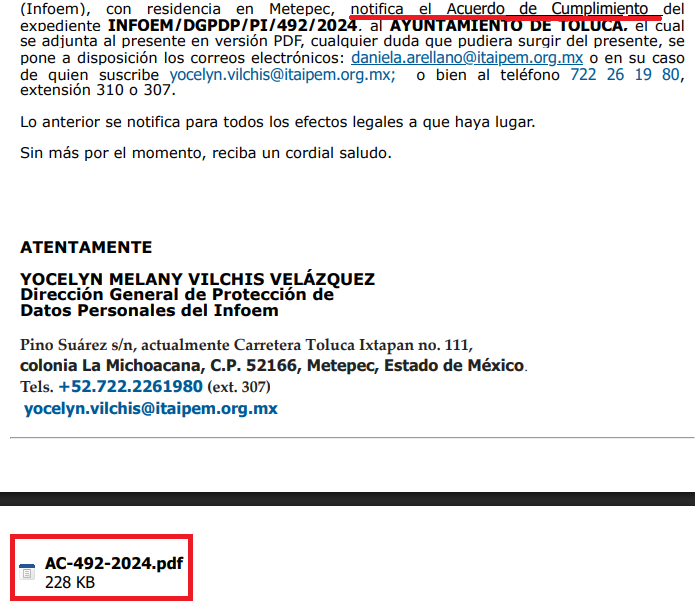 (Infoem), con residencia en Metepec, notifica el Acuerdo de Cumplimiento del
expediente INFOEM/DGPDP/PI/492/2024, al AYUNTAMIENTO DE TOLUCA, el cual
se adjunta al presente en versión PDF, cualquier duda que pudiera surgir del presente, se
pone a disposición los correos electrónicos: daniela.arellano@itaipem.org.mx o en su caso
de quien suscribe yocelyn.vilchis@itaipem.org.mx; o bien al teléfono 722 26 19 80,
extensión 310 o 307.
Lo anterior se notifica para todos los efectos legales a que haya lugar.
Sin más por el momento, reciba un cordial saludo.
ATENTAMENTE
YOCELYN MELANY VILCHIS VELÁZQUEZ
Dirección General de Protección de
Datos Personales del Infoem
Pino Suárez s/n, actualmente Carretera Toluca Ixtapan no. 111,
colonia La Michoacana, C.P. 52166, Metepec, Estado de México.
Tels. +52.722.2261980 (ext. 307)
yocelyn.vilchis@itaipem.org.mx
AC-492-2024.pdf
228 KB